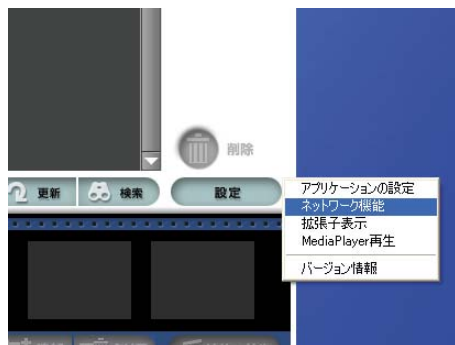 削除
更新
検索
設定
アプリケーションの設定
ネットワーク機能
拡張子表示
MediaPlayer再生
バージョン情報